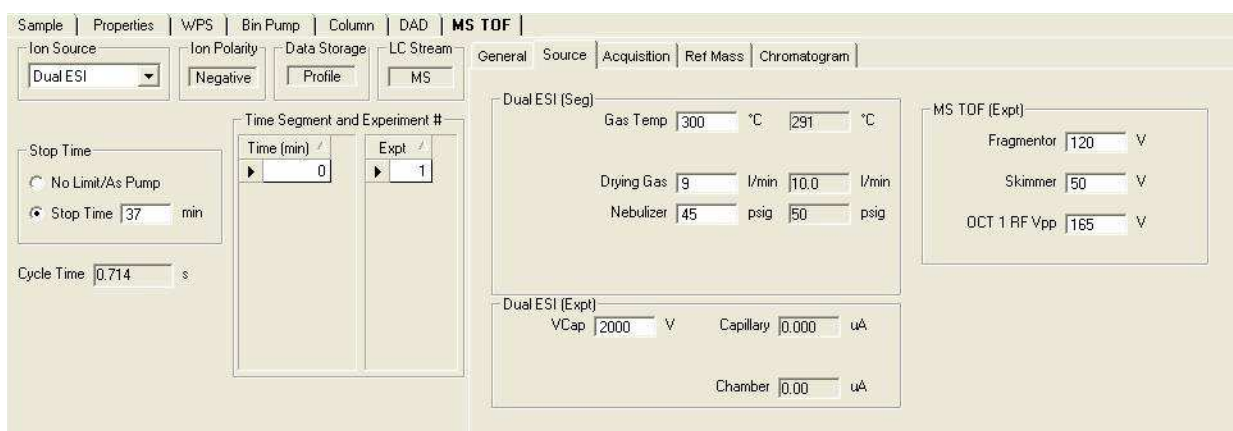 Sample Properties WPS Bin Pump Column DAD MS TOF
Ion Source Ion Polarity Data Storage LC Stream
Dual ESI Negative Profile MS
Time Segment and Experiment #
Time (min) Expt
0 1
Stop Time
No Limit/As Pump
Stop Time 37 min
Cycle Time 0.714 s
General Source Acquisition Ref Mass Chromatogram
Dual ESI (Seg)
Gas Temp 300 °C 291 °C
Drying Gas 9 l/min 10.0 l/min
Nebulizer 45 psig 50 psig
Dual ESI (Expt)
VCap 2000 V Capillary 0.000 uA
Chamber 0.00 uA
MS TOF (Expt)
Fragmentor 120 V
Skimmer 50 V
OCT 1 RF Vpp 165 V